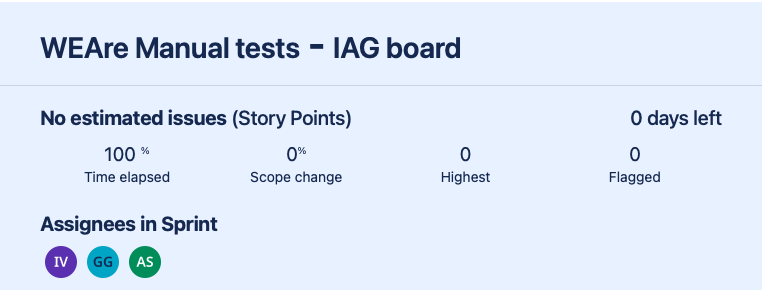 WEAre Manual tests - IAG board
No estimated issues (Story Points) 0 days left
100 % 0% 0 0
Time elapsed Scope change Highest Flagged
Assignees in Sprint
IV GG AS